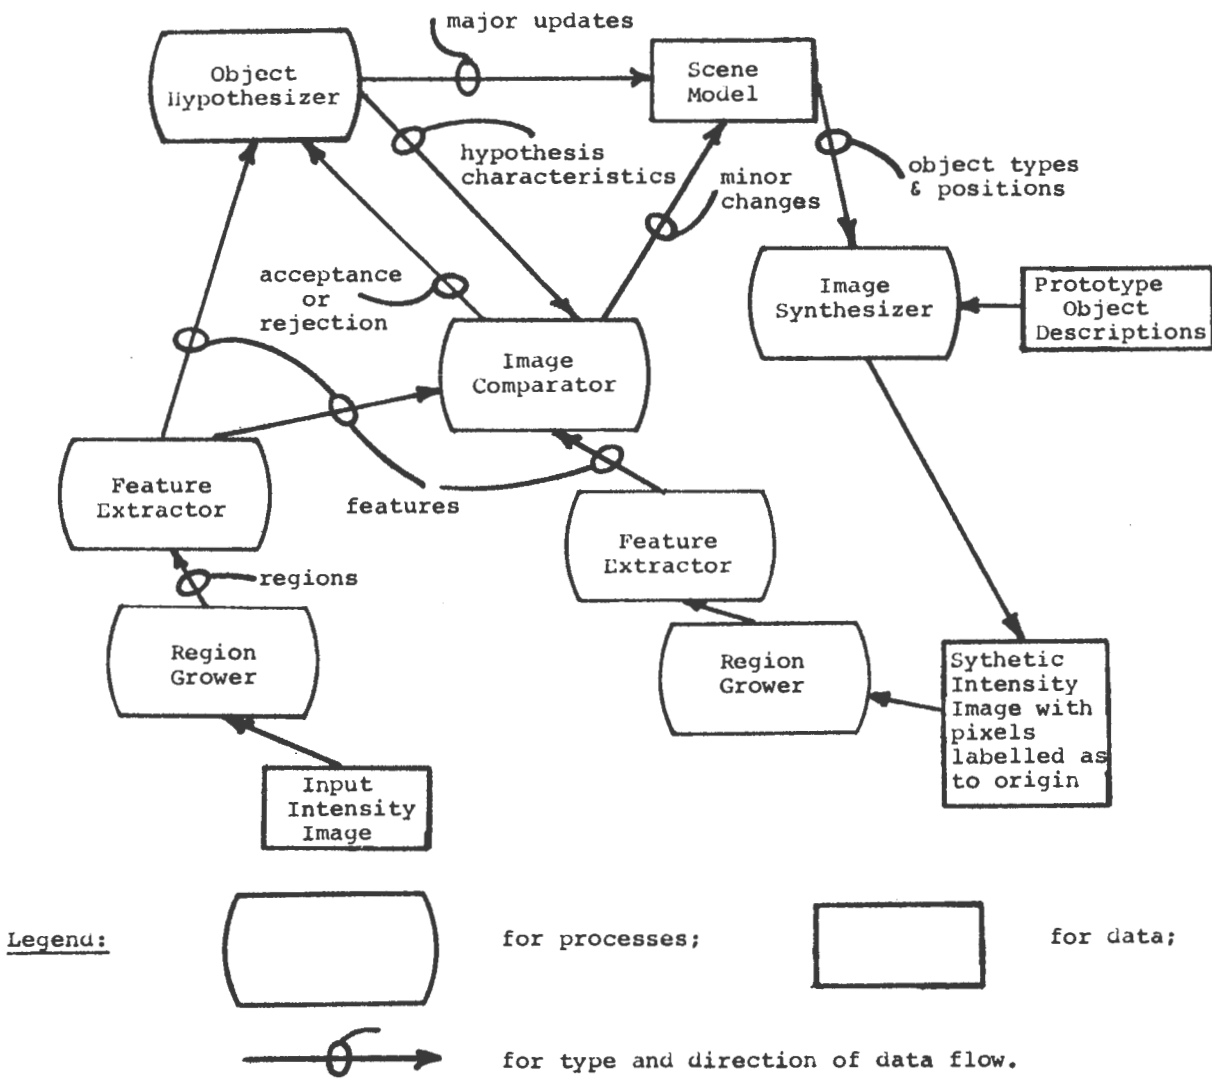 major updates
Object
Hypothesizer
Scene
Model
hypothesis
characteristics
minor
changes
object types
& positions
acceptance
or
rejection
Image
Synthesizer
Prototype
Object
Descriptions
Image
Comparator
Feature
Extractor
features
Feature
Extractor
regions
Region
Grower
Region
Grower
Sythetic
Intensity
Image with
pixels
labelled as
to origin
Input
Intensity
Image
Legend:
for processes;
for data;
for type and direction of data flow.